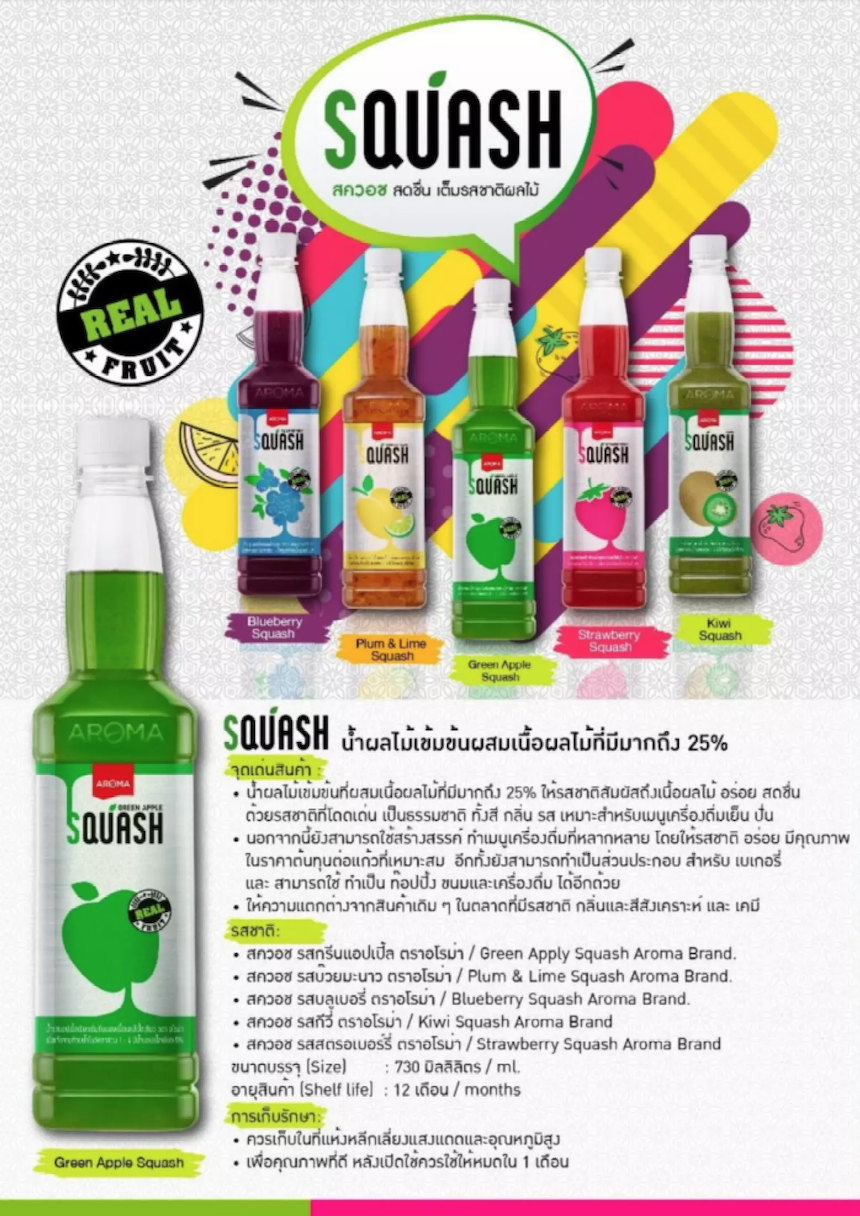 SQUASH
สควอช สดชื่น เต็มรสชาติผลไม้
REAL
FRUIT
AROMA
AROMA
AROMA
AROMA
AROMA
AROMA
SQUASH
AROMA
SQUASH
AROMA
SQUASH
AROMA
SQUASH
AROMA
SQUASH
REAL
REAL
REAL
REAL
REAL
Blueberry
Squash
Plum & Lime
Squash
Green Apple
Squash
Strawberry
Squash
Kiwi
Squash
AROMA
AROMA
GREEN APPLE
SQUASH
REAL
FRUIT
Green Apple Squash
SQUASH น้ำผลไม้เข้มข้นผสมเนื้อผลไม้ที่มีมากถึง 25%
จุดเด่นสินค้า :
• น้ำผลไม้เข้มข้นที่ผสมเนื้อผลไม้ที่มีมากถึง 25% ให้รสชาติสัมผัสถึงเนื้อผลไม้ อร่อย สดชื่น
ด้วยรสชาติที่โดดเด่น เป็นธรรมชาติ ทั้งสี กลิ่น รส เหมาะสำหรับเมนูเครื่องดื่มเย็น ปั่น
• นอกจากนี้ยังสามารถใช้สร้างสรรค์ ทำเมนูเครื่องดื่มที่หลากหลาย โดยให้รสชาติ อร่อย มีคุณภาพ
ในราคาต้นทุนต่อแก้วที่เหมาะสม อีกทั้งยังสามารถทำเป็นส่วนประกอบ สำหรับ เบเกอรี่
และ สามารถใช้ ทำเป็น ท๊อปปิ้ง ขนมและเครื่องดื่ม ได้อีกด้วย
• ให้ความแตกต่างจากสินค้าเดิม ๆ ในตลาดที่มีรสชาติ กลิ่นและสีสังเคราะห์ และ เคมี
รสชาติ:
• สควอช รสกรีนแอปเปิ้ล ตราอโรม่า / Green Apply Squash Aroma Brand.
• สควอช รสบ๊วยมะนาว ตราอโรม่า / Plum & Lime Squash Aroma Brand.
• สควอช รสบลูเบอรี่ ตราอโรม่า / Blueberry Squash Aroma Brand.
• สควอช รสกีวี่ ตราอโรม่า / Kiwi Squash Aroma Brand
• สควอช รสสตรอเบอร์รี่ ตราอโรม่า / Strawberry Squash Aroma Brand
ขนาดบรรจุ (Size) : 730 มิลลิลิตร / ml.
อายุสินค้า (Shelf life) : 12 เดือน / months
การเก็บรักษา:
• ควรเก็บในที่แห้งหลีกเลี่ยงแสงแดดและอุณหภูมิสูง
• เพื่อคุณภาพที่ดี หลังเปิดใช้ควรใช้ให้หมดใน 1 เดือน